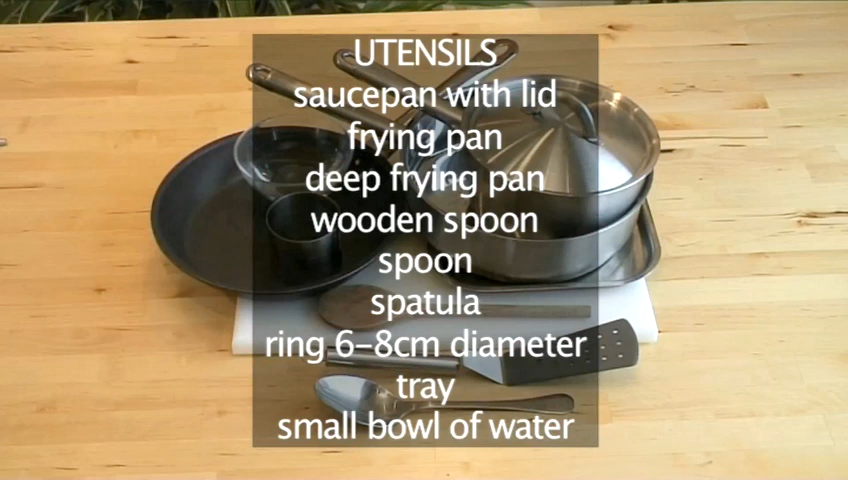 UTENSILS
saucepan with lid
frying pan
deep frying pan
wooden spoon
spoon
spatula
ring 6-8cm diameter
tray
small bowl of water